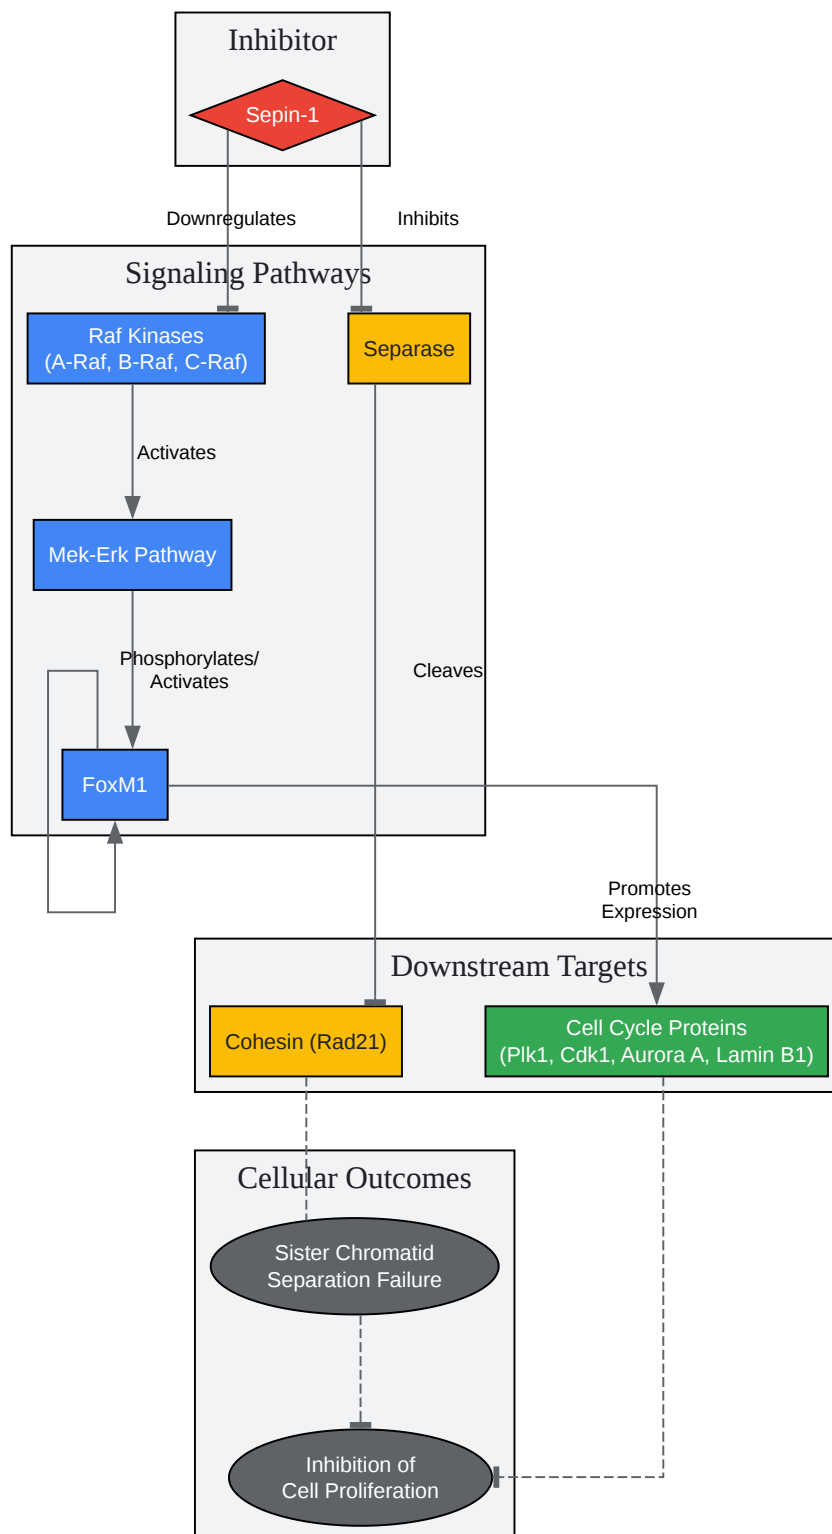 Inhibitor
Sepin-1
Downregulates
Inhibits
Signaling Pathways
Raf Kinases
(A-Raf, B-Raf, C-Raf)
Separase
Activates
Mek-Erk Pathway
Phosphorylates/
Activates
Cleaves
FoxM1
Promotes
Expression
Downstream Targets
Cohesin (Rad21)
Cell Cycle Proteins
(Plk1, Cdk1, Aurora A, Lamin B1)
Cellular Outcomes
Sister Chromatid
Separation Failure
Inhibition of
Cell Proliferation